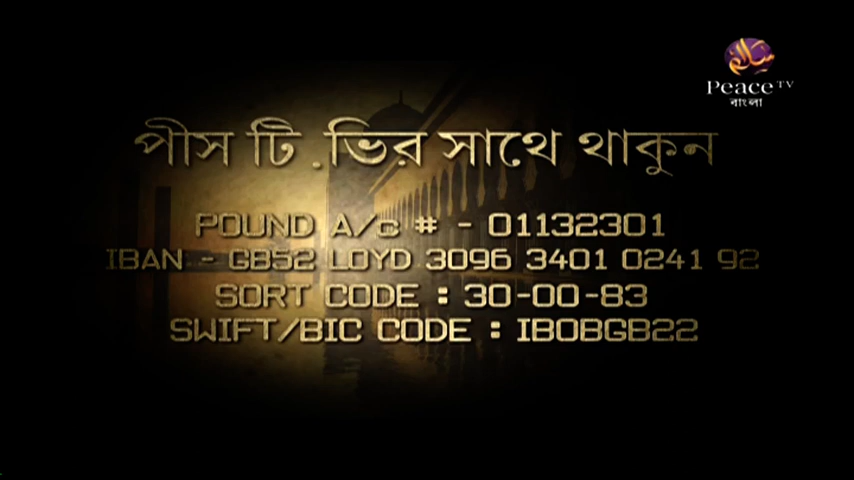 Peace TV
বাংলা
পীস টি .ভির সাথে থাকুন
POUND A/c # - 01132301
IBAN - GB52 LOYD 3096 3401 0241 92
SORT CODE : 30-00-83
SWIFT/BIC CODE : IBOBGB22